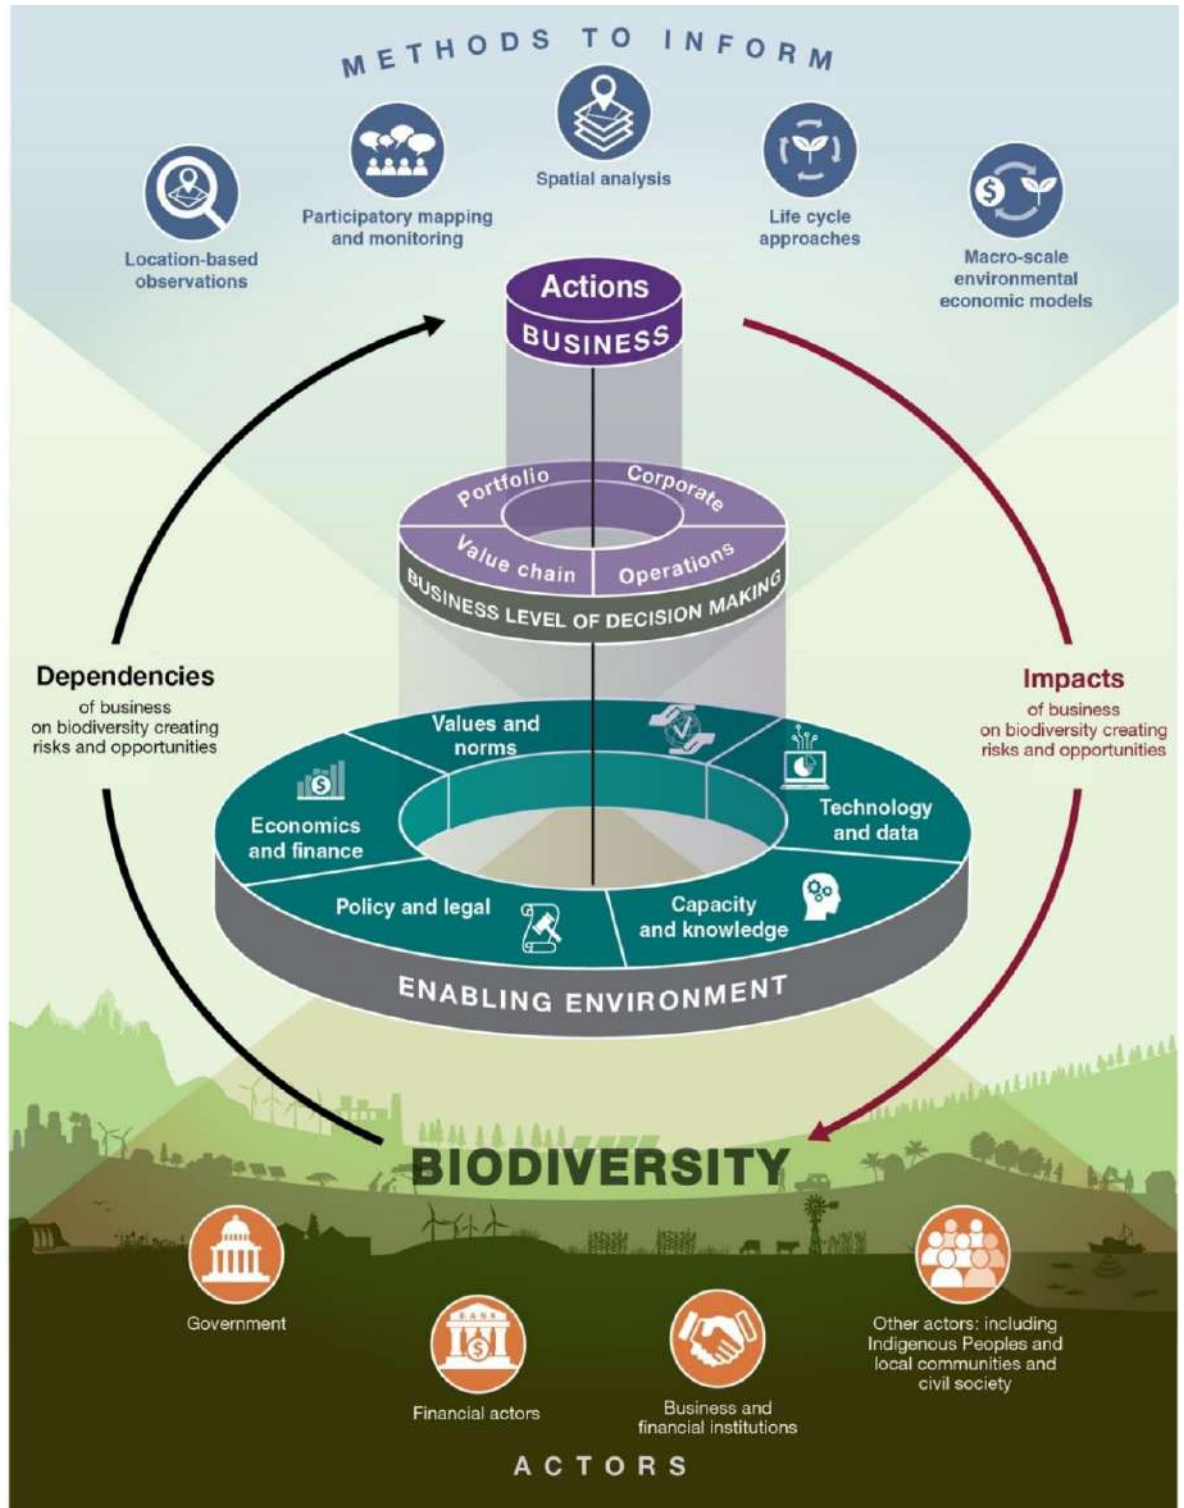 METHODS TO INFORM
Location-based
observations
Participatory mapping
and monitoring
Spatial analysis
Life cycle
approaches
Macro-scale
environmental
economic models
Actions
BUSINESS
Portfolio
Corporate
Value chain
Operations
BUSINESS LEVEL OF DECISION MAKING
Dependencies
of business
on biodiversity creating
risks and opportunities
Impacts
of business
on biodiversity creating
risks and opportunities
Values and
norms
Economics
and finance
Technology
and data
Policy and legal
Capacity
and knowledge
ENABLING ENVIRONMENT
BIODIVERSITY
Government
BANK
Financial actors
Business and
financial institutions
Other actors: including
Indigenous Peoples and
local communities and
civil society
ACTORS